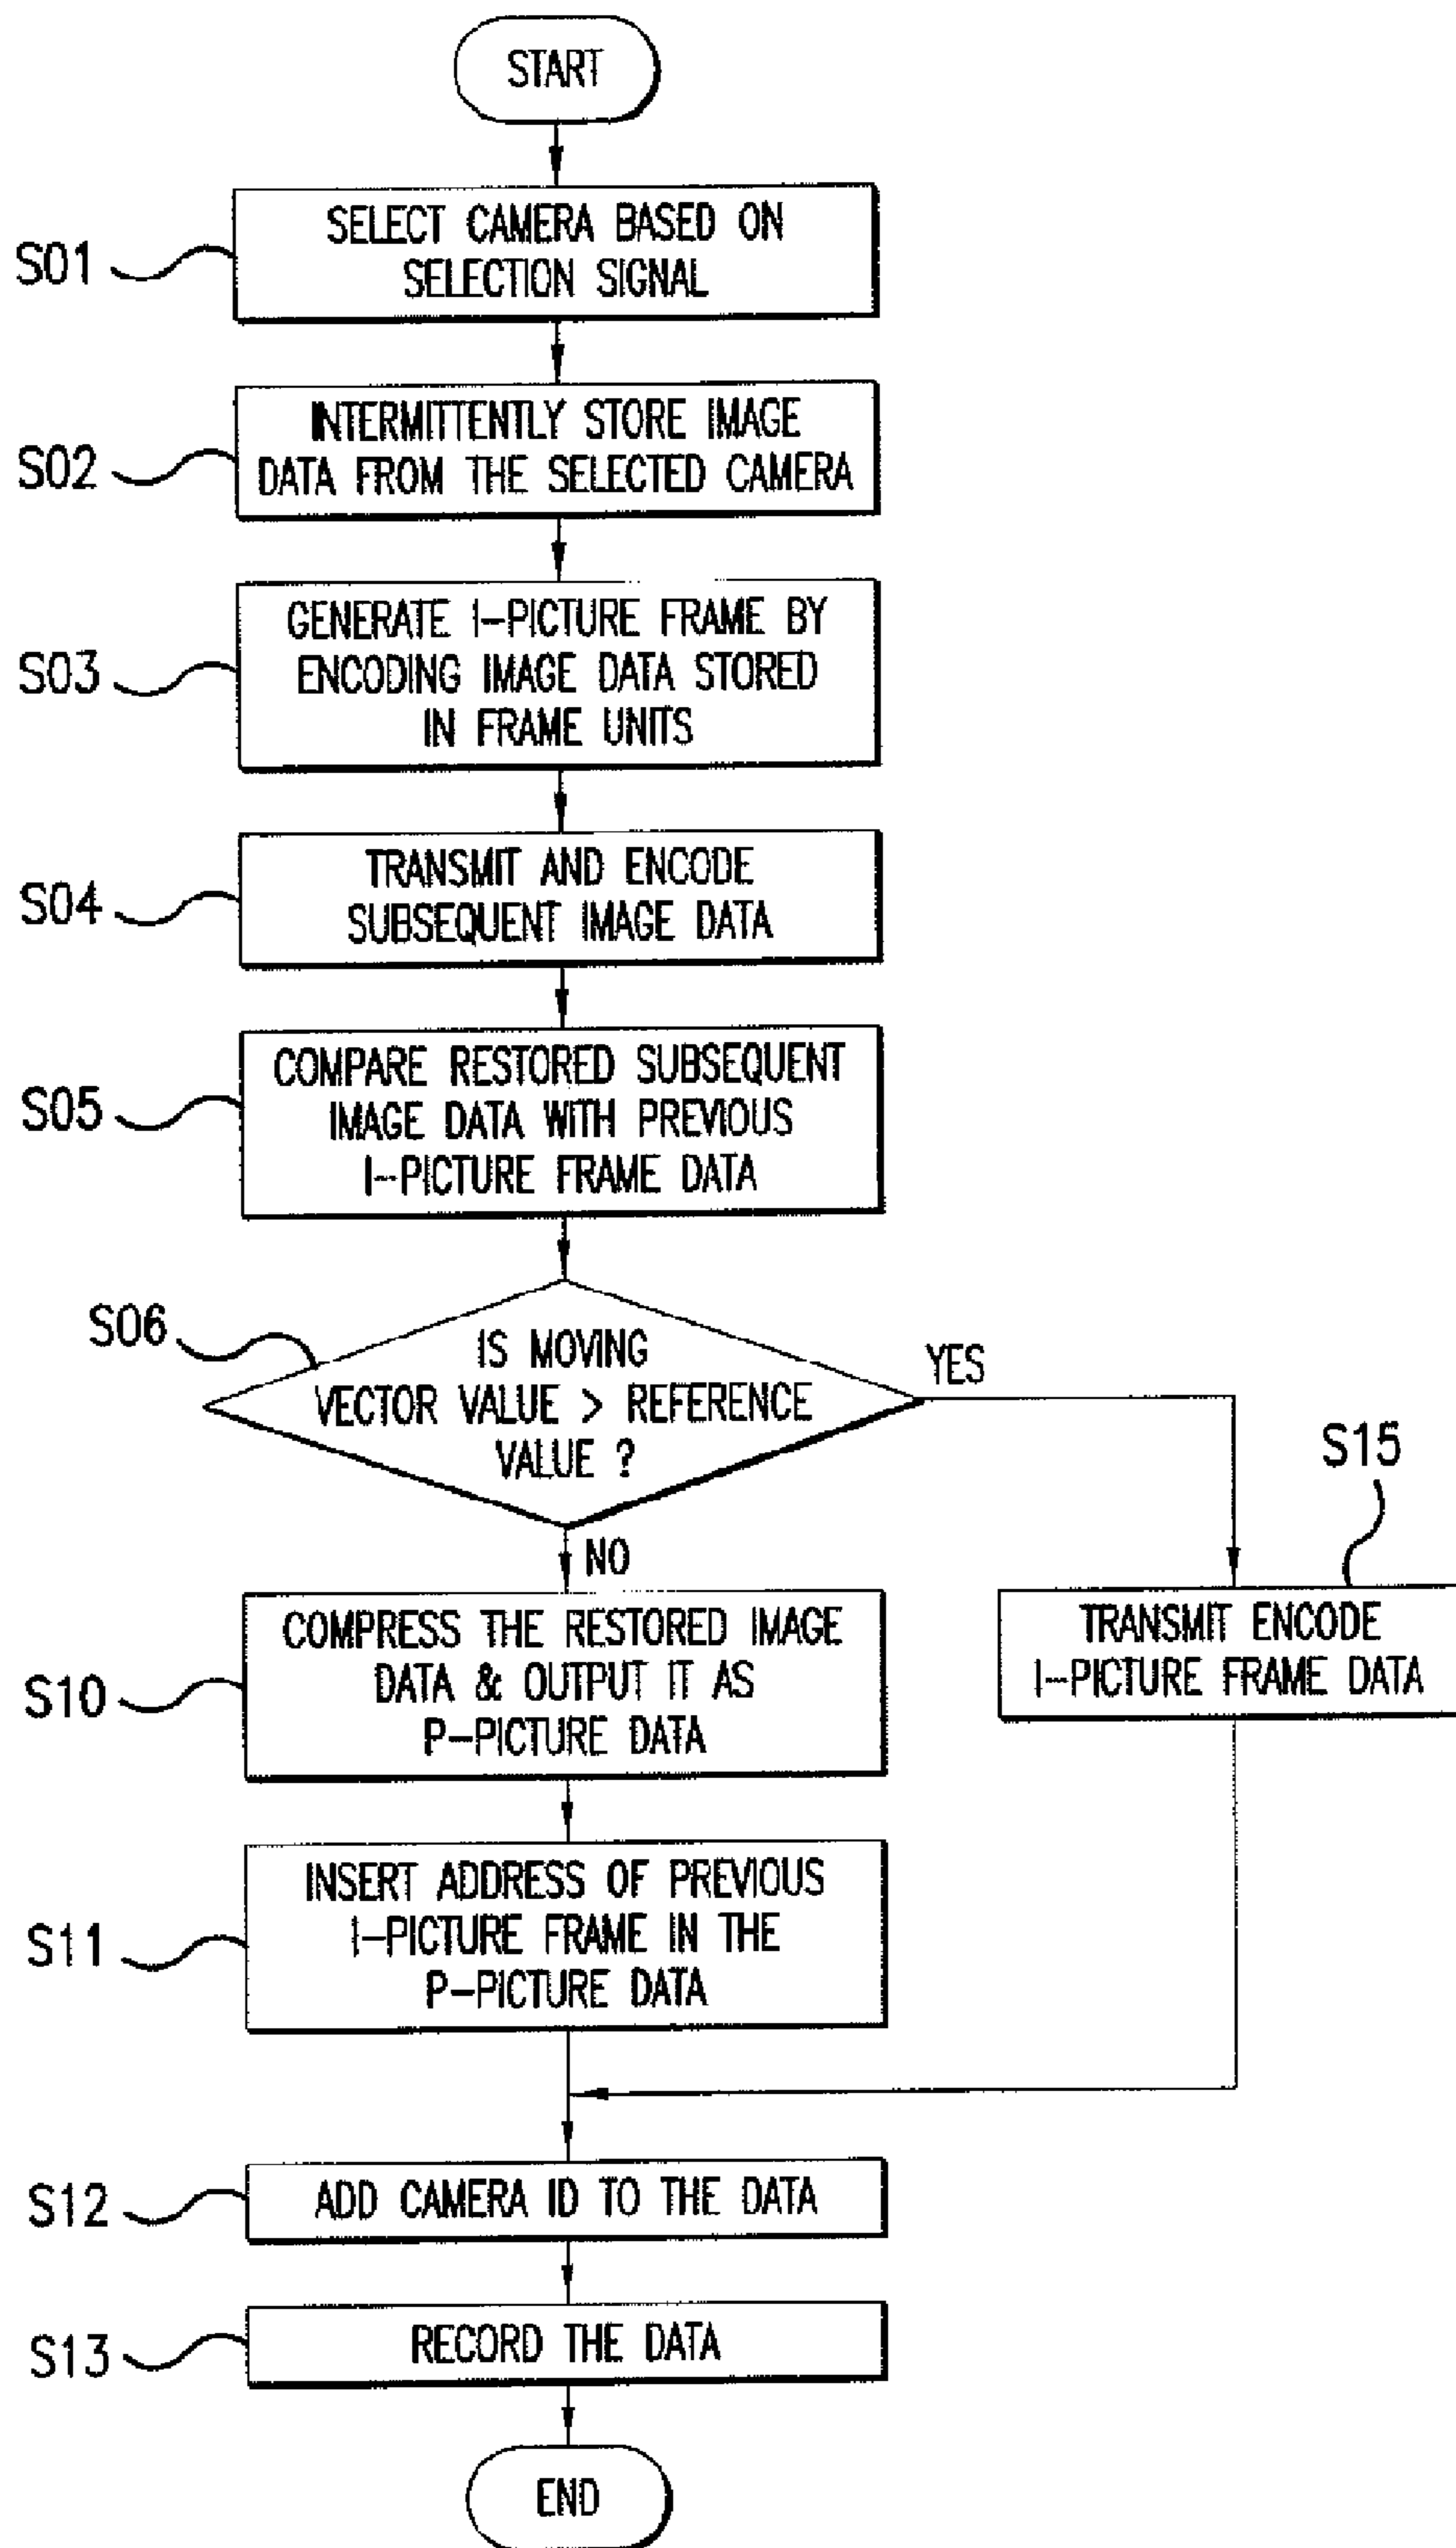 START
S01
SELECT CAMERA BASED ON
SELECTION SIGNAL
S02
INTERMITTENTLY STORE IMAGE
DATA FROM THE SELECTED CAMERA
S03
GENERATE I-PICTURE FRAME BY
ENCODING IMAGE DATA STORED
IN FRAME UNITS
S04
TRANSMIT AND ENCODE
SUBSEQUENT IMAGE DATA
S05
COMPARE RESTORED SUBSEQUENT
IMAGE DATA WITH PREVIOUS
I-PICTURE FRAME DATA
S06
IS MOVING
VECTOR VALUE > REFERENCE
VALUE ?
YES
S15
TRANSMIT ENCODE
I-PICTURE FRAME DATA
NO
S10
COMPRESS THE RESTORED IMAGE
DATA & OUTPUT IT AS
P-PICTURE DATA
S11
INSERT ADDRESS OF PREVIOUS
I-PICTURE FRAME IN THE
P-PICTURE DATA
S12
ADD CAMERA ID TO THE DATA
S13
RECORD THE DATA
END